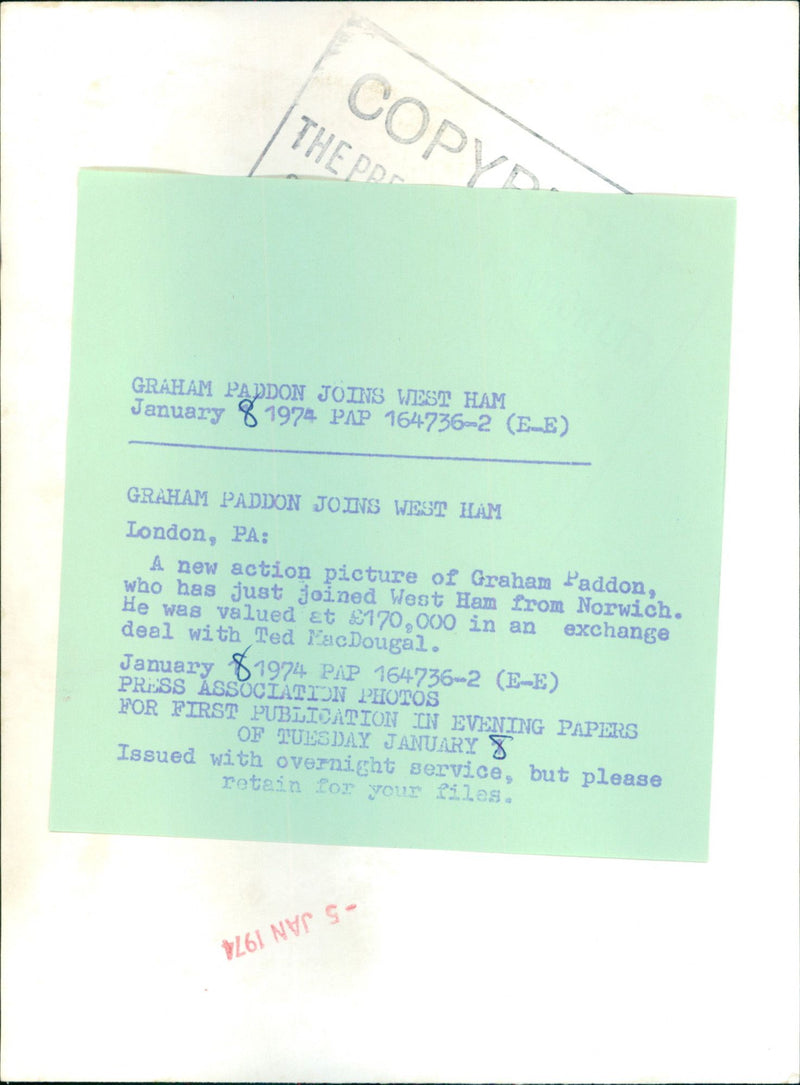 COPYR
THE PRE
GRAHAM PADDON JOINS WEST HAM
January 8 1974 PAP 164736-2 (E-E)
GRAHAM PADDON JOINS WEST HAM
London, PA:
A new action picture of Graham Paddon,
who has just joined West Ham from Norwich.
He was valued at £170,000 in an exchange
deal with Ted MacDougal.
January 8 1974 PAP 164736-2 (E-E)
PRESS ASSOCIATION PHOTOS
FOR FIRST PUBLICATION IN EVENING PAPERS
OF TUESDAY JANUARY 8
Issued with overnight service, but please
retain for your files.
-5 JAN 1974